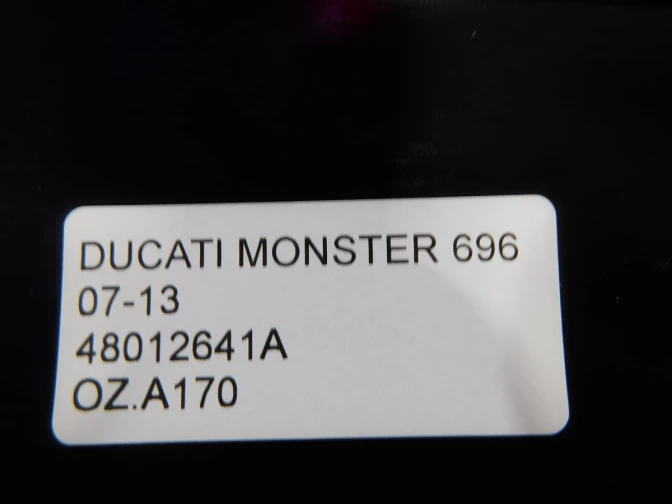 DUCATI MONSTER 696
07-13
48012641A
OZ.A170